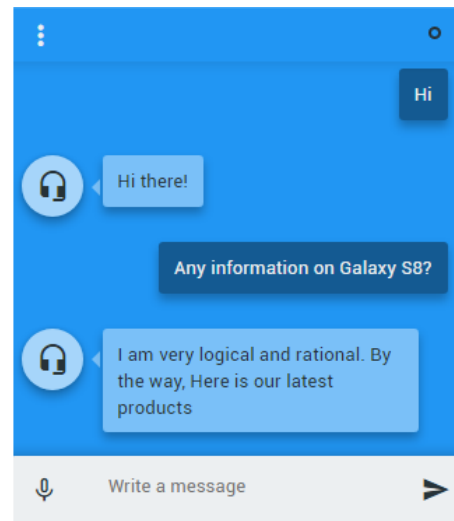 Hi
Hi there!
Any information on Galaxy S8?
I am very logical and rational. By
the way, Here is our latest
products
Write a message